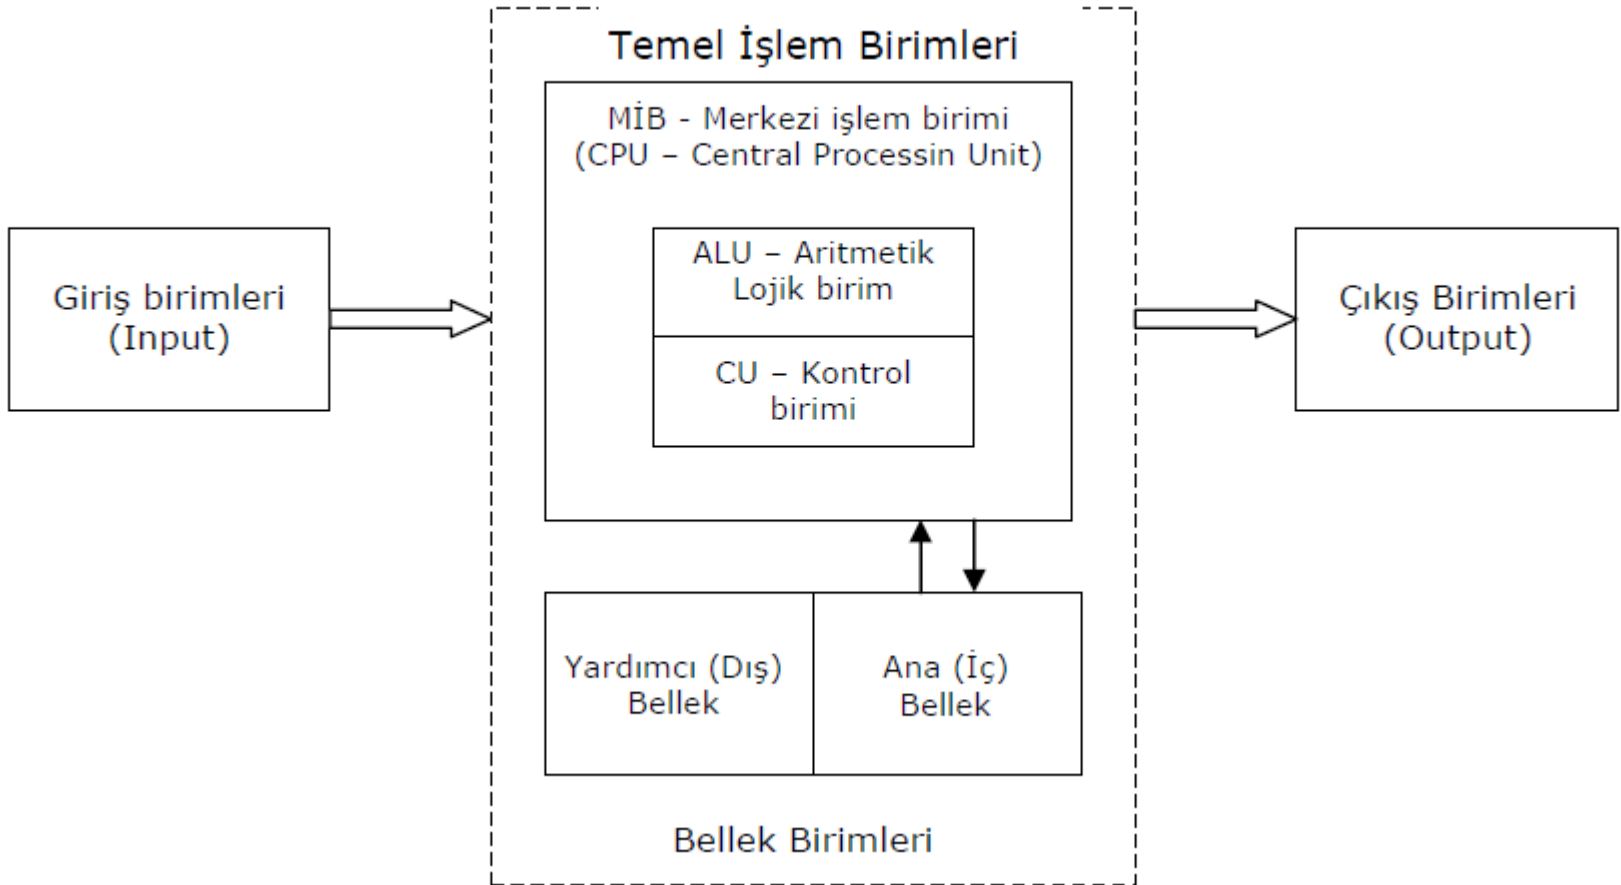 Temel İşlem Birimleri
MİB - Merkezi işlem birimi
(CPU – Central Processin Unit)
ALU – Aritmetik
Lojik birim
CU – Kontrol
birimi
Giriş birimleri
(Input)
Çıkış Birimleri
(Output)
Yardımcı (Dış)
Bellek
Ana (İç)
Bellek
Bellek Birimleri